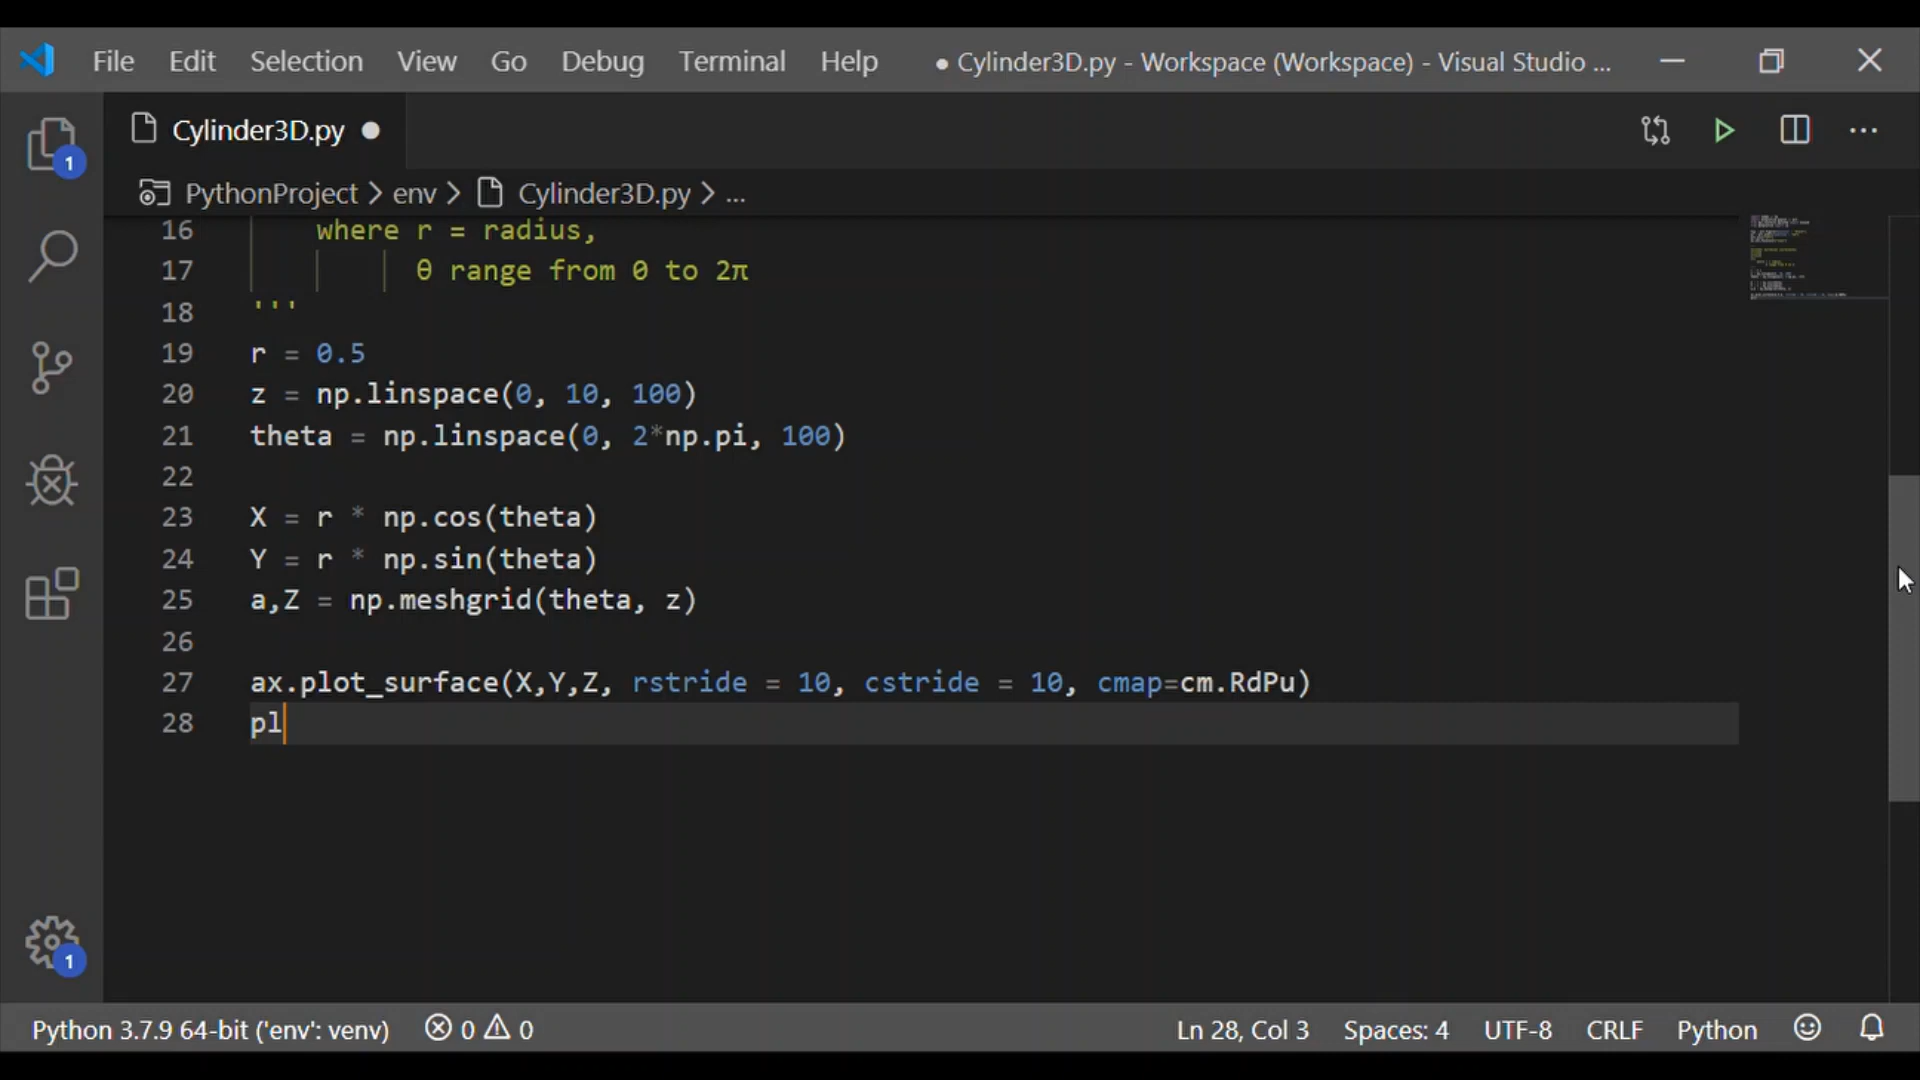 File Edit Selection View Go Debug Terminal Help ● Cylinder3D.py - Workspace (Workspace) - Visual Studio ...
Cylinder3D.py
PythonProject > env > Cylinder3D.py > ...
16 where r = radius,
17 θ range from 0 to 2π
18 '''
19 r = 0.5
20 z = np.linspace(0, 10, 100)
21 theta = np.linspace(0, 2*np.pi, 100)
22
23 X = r * np.cos(theta)
24 Y = r * np.sin(theta)
25 a,Z = np.meshgrid(theta, z)
26
27 ax.plot_surface(X,Y,Z, rstride = 10, cstride = 10, cmap=cm.RdPu)
28 pl
1
1
Python 3.7.9 64-bit ('env': venv) 0 0 Ln 28, Col 3 Spaces: 4 UTF-8 CRLF Python